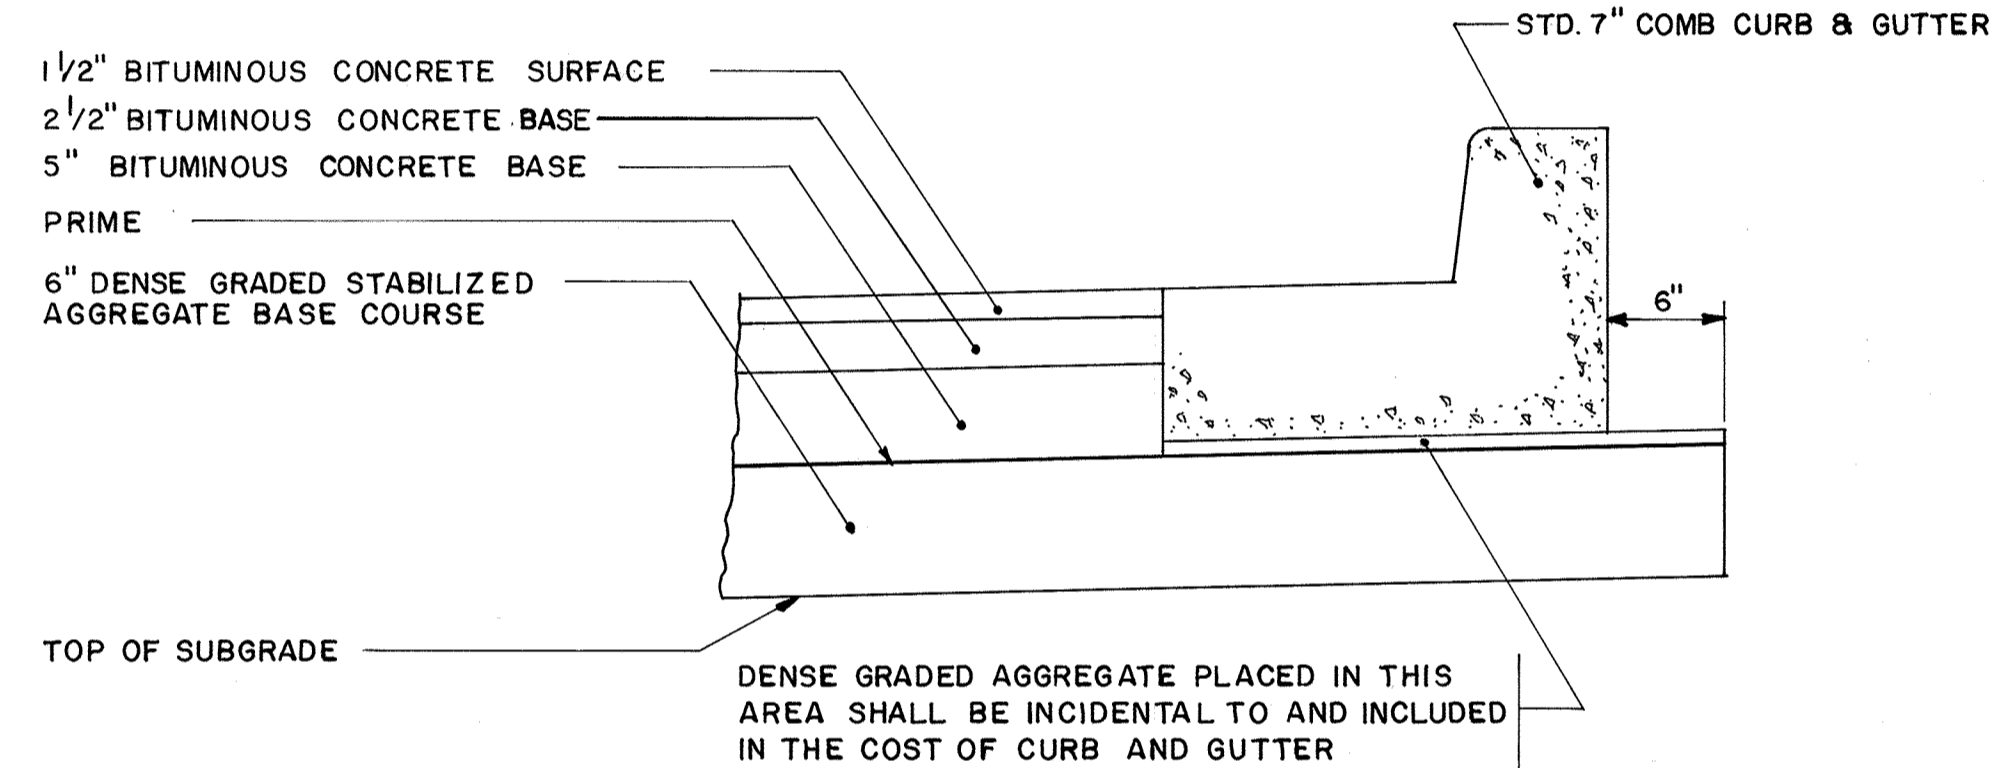 STD. 7" COMB CURB & GUTTER
1 1/2" BITUMINOUS CONCRETE SURFACE
2 1/2" BITUMINOUS CONCRETE BASE
5" BITUMINOUS CONCRETE BASE
PRIME
6" DENSE GRADED STABILIZED
AGGREGATE BASE COURSE
6"
TOP OF SUBGRADE
DENSE GRADED AGGREGATE PLACED IN THIS
AREA SHALL BE INCIDENTAL TO AND INCLUDED
IN THE COST OF CURB AND GUTTER